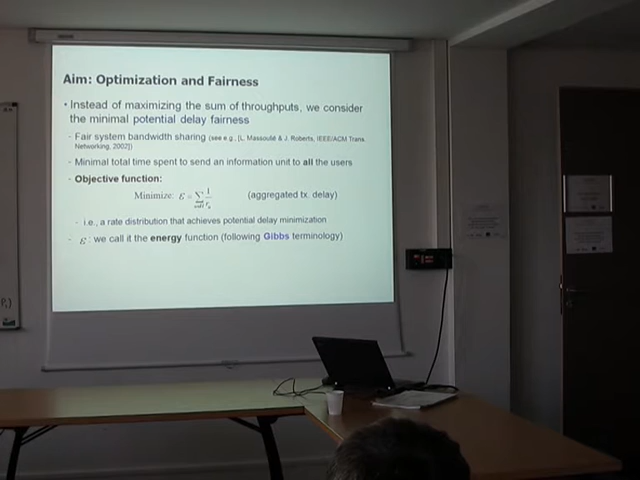 Aim: Optimization and Fairness
• Instead of maximizing the sum of throughputs, we consider
the minimal potential delay fairness
- Fair system bandwidth sharing (see e.g., [L. Massoulié & J. Roberts, IEEE/ACM Trans.
Networking, 2002])
- Minimal total time spent to send an information unit to all the users
- Objective function:
Minimize: ε = Σ 1 (aggregated tx. delay)
- i.e., a rate distribution that achieves potential delay minimization
- ε : we call it the energy function (following Gibbs terminology)